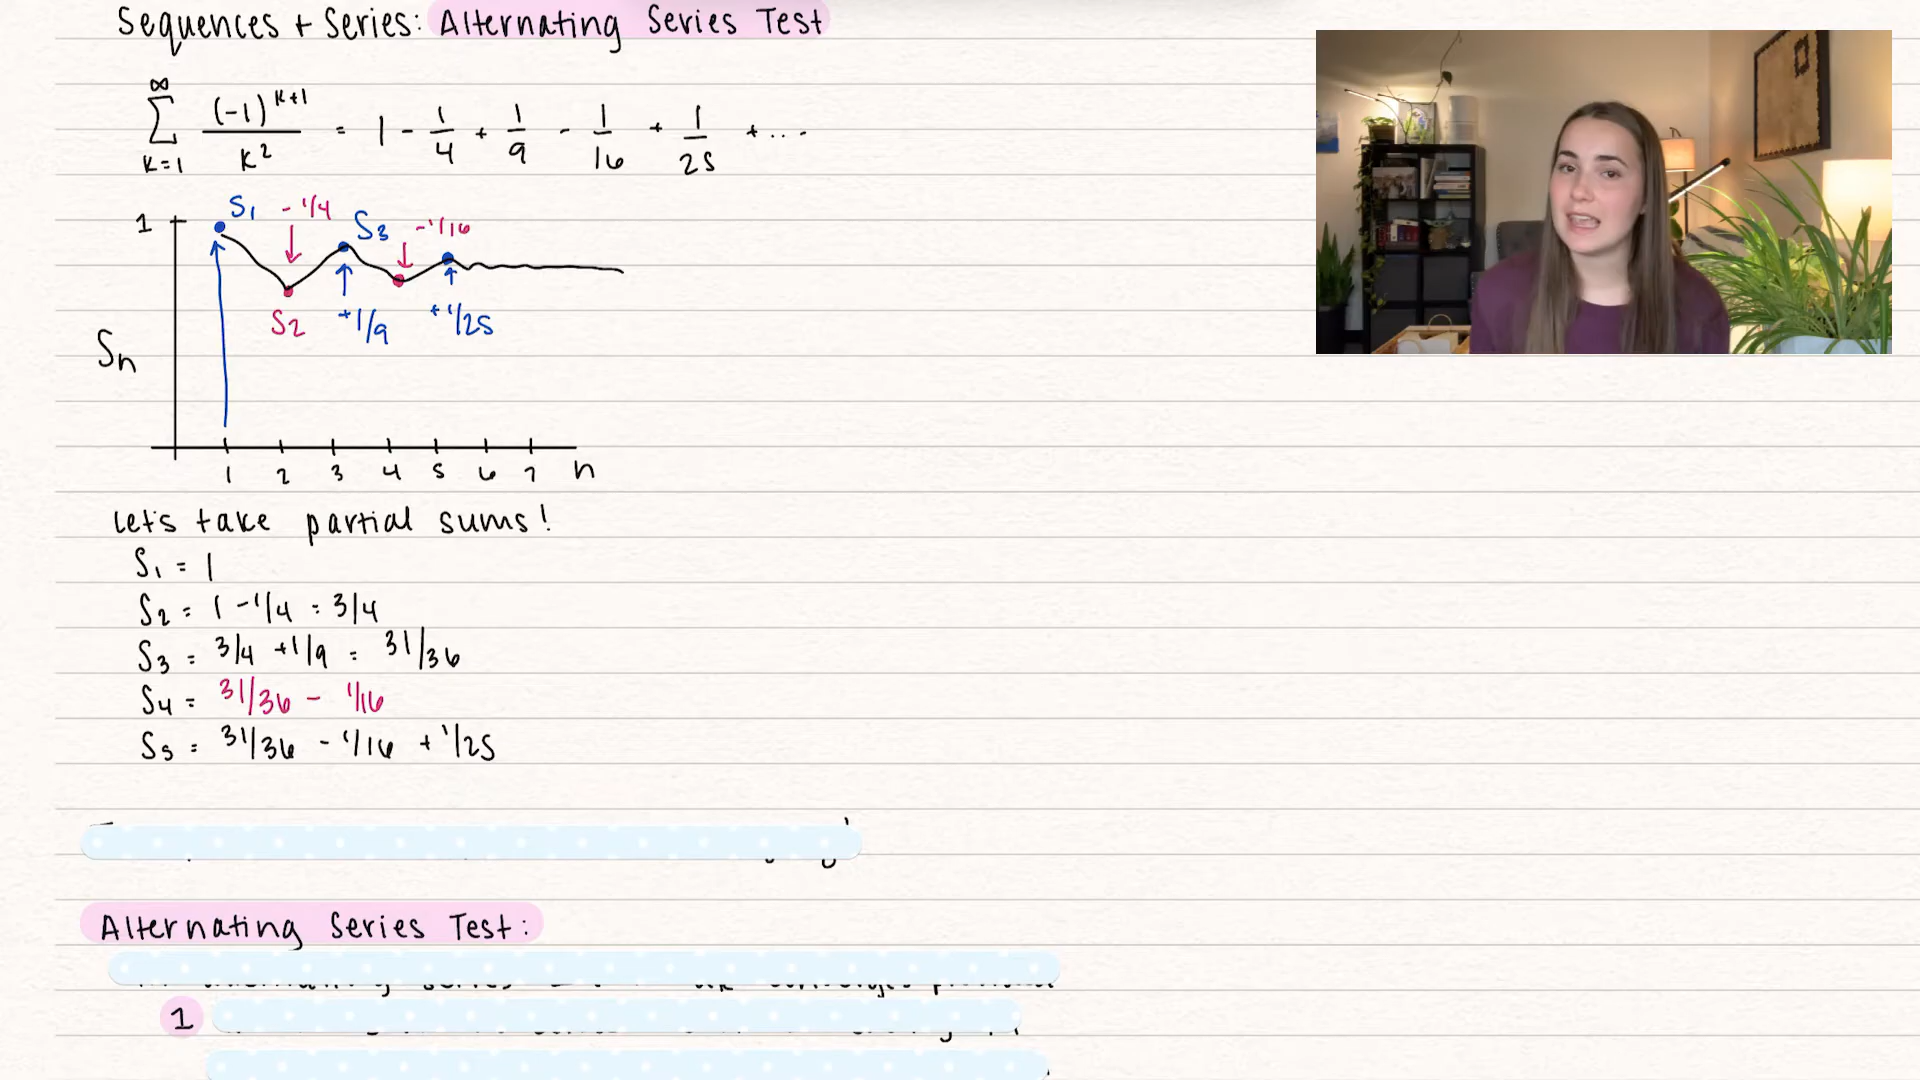 Sequences + Series: Alternating Series Test
∞
Σ (-1)^(k+1) / k² = 1 - 1/4 + 1/9 - 1/16 + 1/25 + ...
k=1
1 S₁ -1/4 S₃ -1/16
S₂ +1/9 +1/25
Sₙ
1 2 3 4 5 6 7 n
let's take partial sums!
S₁ = 1
S₂ = 1 - 1/4 = 3/4
S₃ = 3/4 + 1/9 = 31/36
S₄ = 31/36 - 1/16
S₅ = 31/36 - 1/16 + 1/25
Alternating Series Test:
1